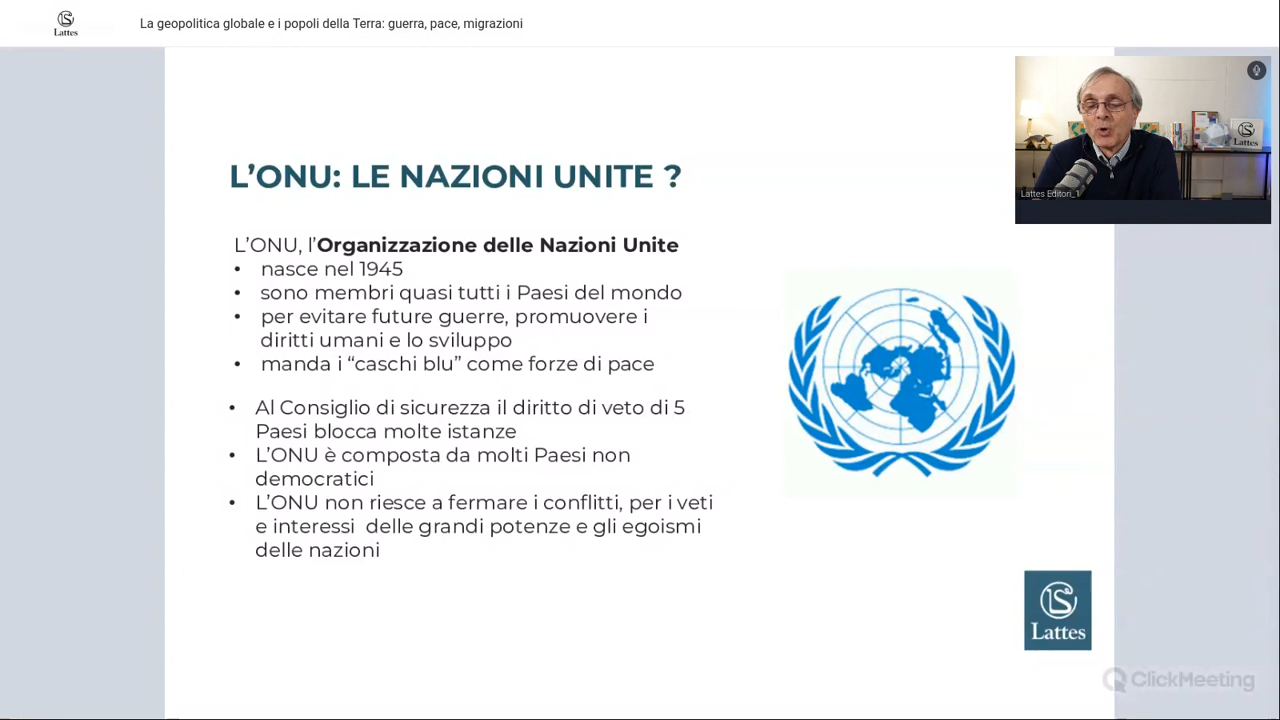 Lattes
La geopolitica globale e i popoli della Terra: guerra, pace, migrazioni
Lattes
Lattes Editori_1
L’ONU: LE NAZIONI UNITE ?
L’ONU, l’Organizzazione delle Nazioni Unite
• nasce nel 1945
• sono membri quasi tutti i Paesi del mondo
• per evitare future guerre, promuovere i
diritti umani e lo sviluppo
• manda i “caschi blu” come forze di pace
• Al Consiglio di sicurezza il diritto di veto di 5
Paesi blocca molte istanze
• L’ONU è composta da molti Paesi non
democratici
• L’ONU non riesce a fermare i conflitti, per i veti
e interessi delle grandi potenze e gli egoismi
delle nazioni
Lattes
ClickMeeting